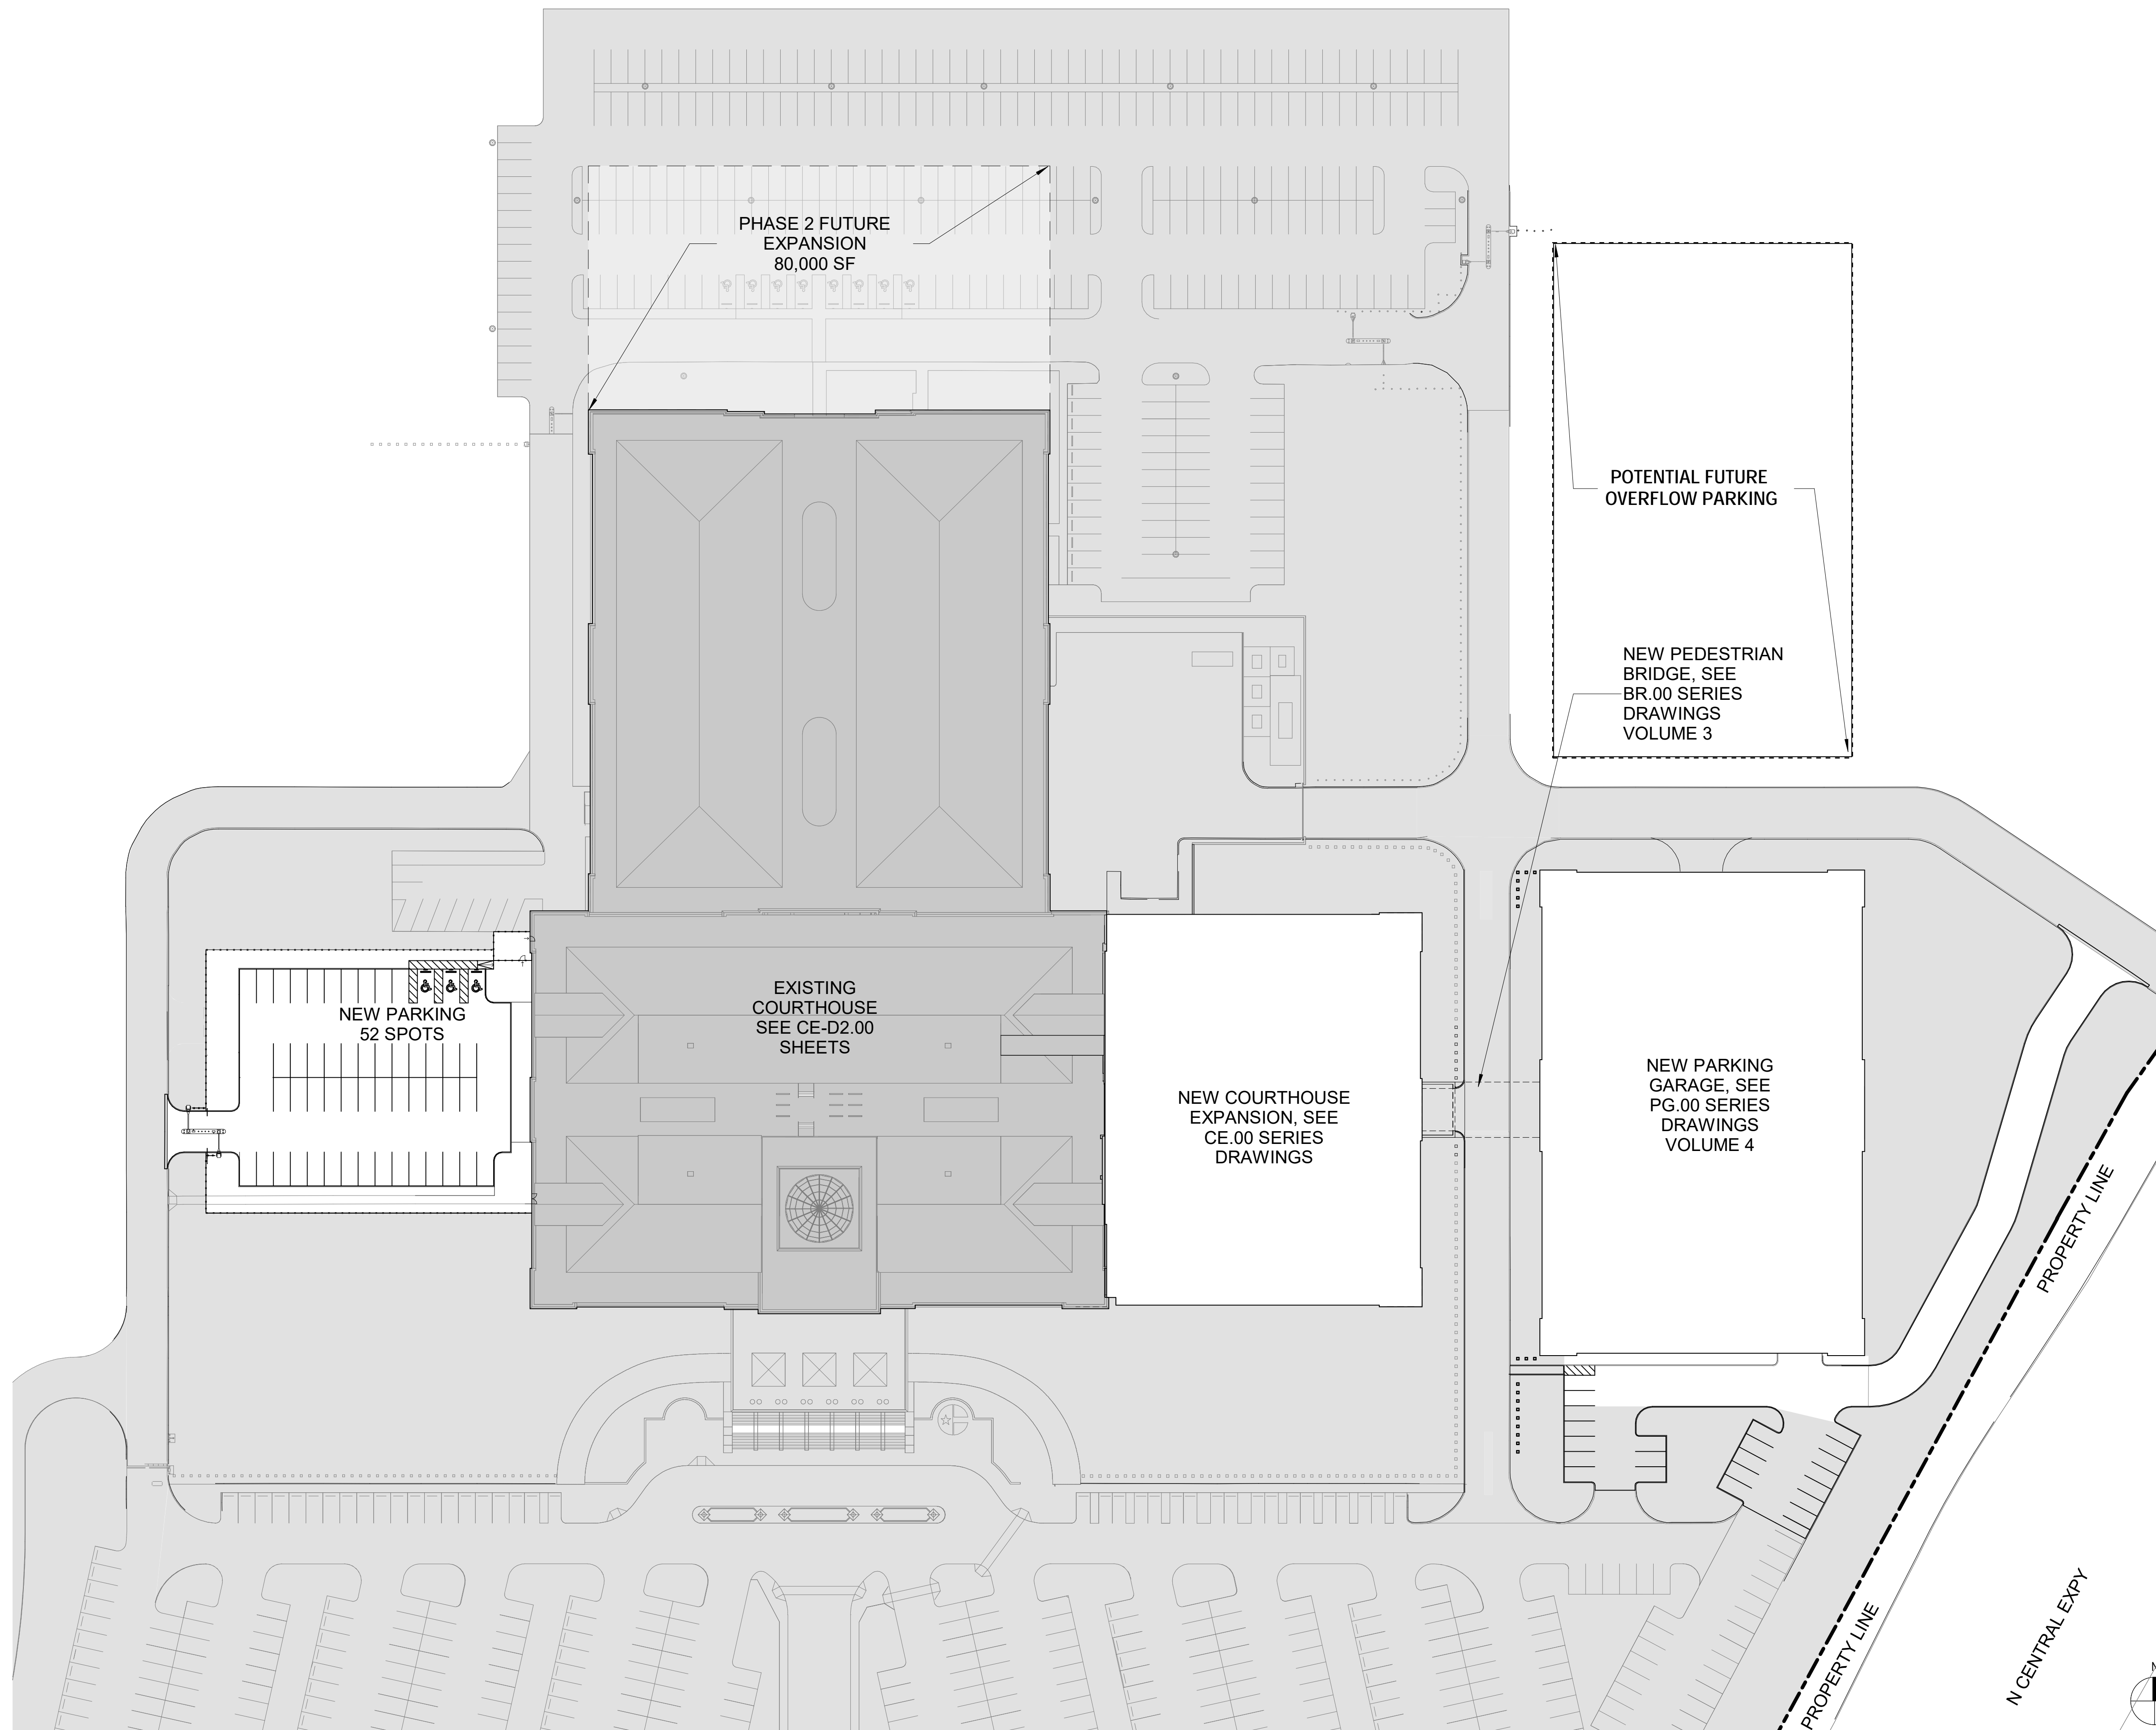 PHASE 2 FUTURE
EXPANSION
80,000 SF
POTENTIAL FUTURE
OVERFLOW PARKING
NEW PEDESTRIAN
BRIDGE, SEE
BR.00 SERIES
DRAWINGS
VOLUME 3
EXISTING
COURTHOUSE
SEE CE-D2.00
SHEETS
NEW PARKING
52 SPOTS
NEW COURTHOUSE
EXPANSION, SEE
CE.00 SERIES
DRAWINGS
NEW PARKING
GARAGE, SEE
PG.00 SERIES
DRAWINGS
VOLUME 4
PROPERTY LINE
PROPERTY LINE
N CENTRAL EXPY